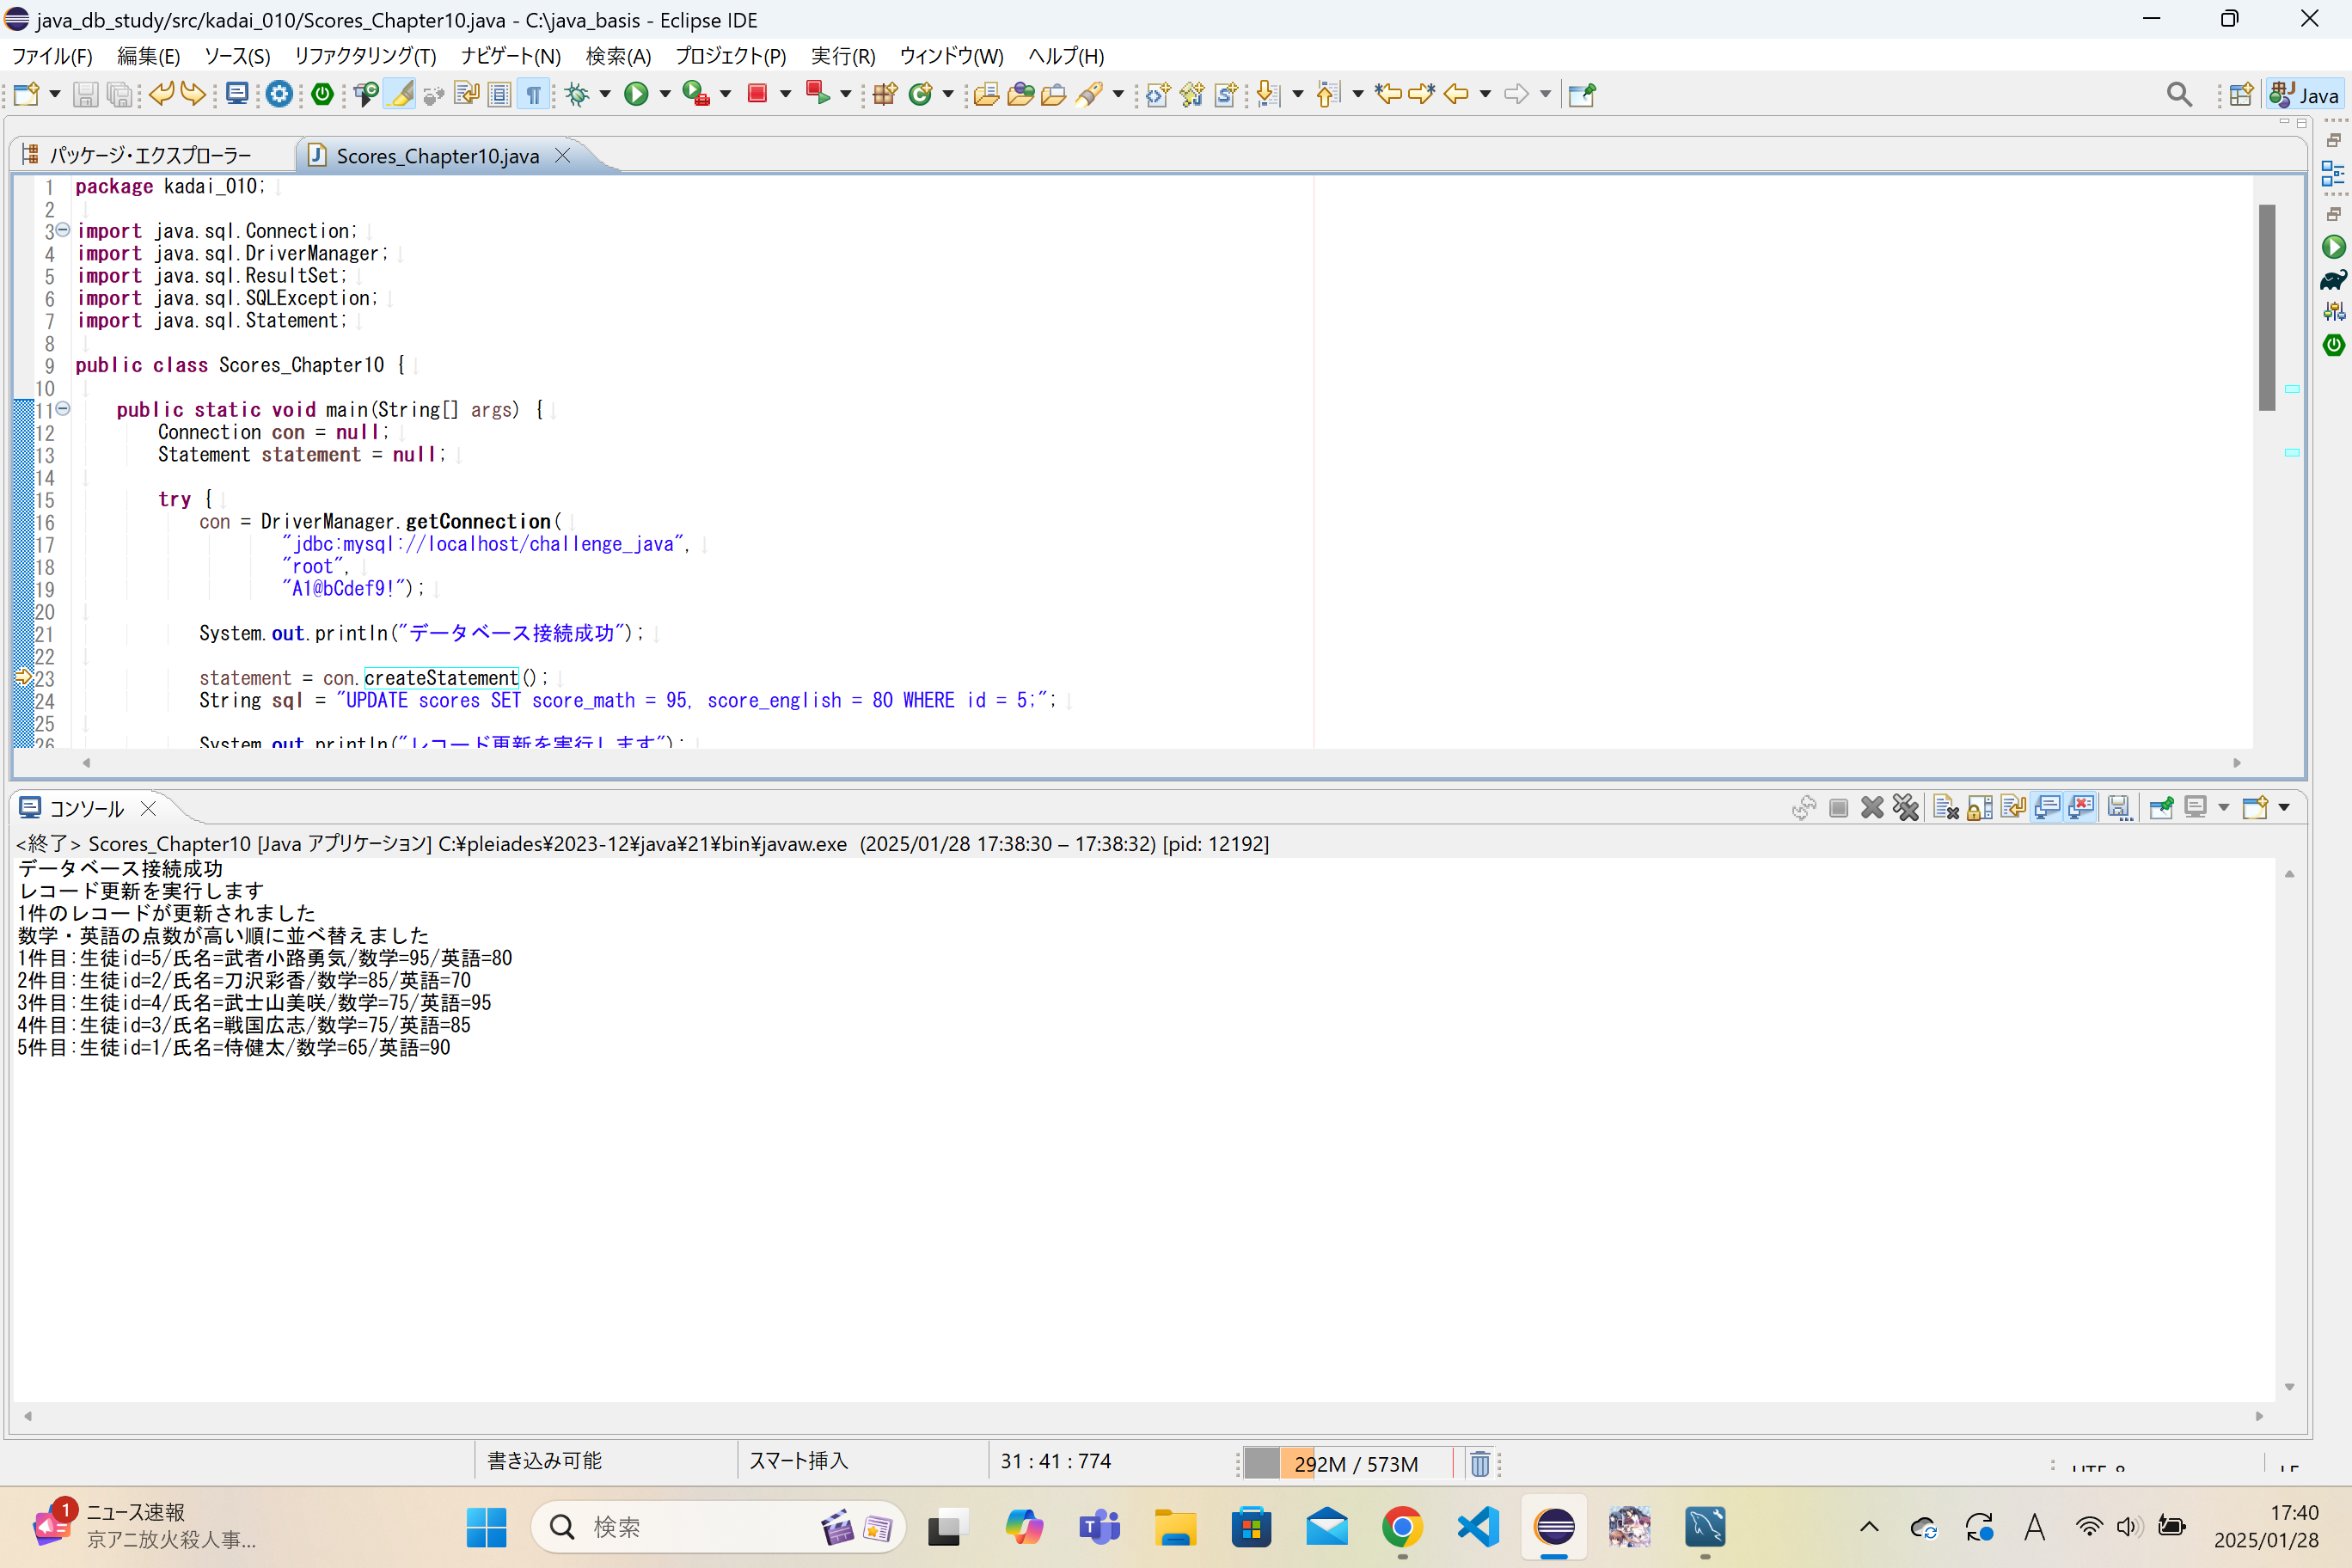 java_db_study/src/kadai_010/Scores_Chapter10.java - C:\java_basis - Eclipse IDE
ファイル(F) 編集(E) ソース(S) リファクタリング(T) ナビゲート(N) 検索(A) プロジェクト(P) 実行(R) ウィンドウ(W) ヘルプ(H)
Java
パッケージ・エクスプローラー Scores_Chapter10.java
1 package kadai_010;
2
3 import java.sql.Connection;
4 import java.sql.DriverManager;
5 import java.sql.ResultSet;
6 import java.sql.SQLException;
7 import java.sql.Statement;
8
9 public class Scores_Chapter10 {
10
11 public static void main(String[] args) {
12 Connection con = null;
13 Statement statement = null;
14
15 try {
16 con = DriverManager.getConnection(
17 "jdbc:mysql://localhost/challenge_java",
18 "root",
19 "A1@bCdef9!");
20
21 System.out.println("データベース接続成功");
22
23 statement = con.createStatement();
24 String sql = "UPDATE scores SET score_math = 95, score_english = 80 WHERE id = 5;";
25
26 System.out.println("レコード更新を実行します");
コンソール
<終了> Scores_Chapter10 [Java アプリケーション] C:¥pleiades¥2023-12¥java¥21¥bin¥javaw.exe (2025/01/28 17:38:30 – 17:38:32) [pid: 12192]
データベース接続成功
レコード更新を実行します
1件のレコードが更新されました
数学・英語の点数が高い順に並べ替えました
1件目:生徒id=5/氏名=武者小路勇気/数学=95/英語=80
2件目:生徒id=2/氏名=刀沢彩香/数学=85/英語=70
3件目:生徒id=4/氏名=武士山美咲/数学=75/英語=95
4件目:生徒id=3/氏名=戦国広志/数学=75/英語=85
5件目:生徒id=1/氏名=侍健太/数学=65/英語=90
書き込み可能 スマート挿入 31 : 41 : 774 292M / 573M UTF-8 LF
1 ニュース速報
京アニ放火殺人事...
検索
A
17:40
2025/01/28